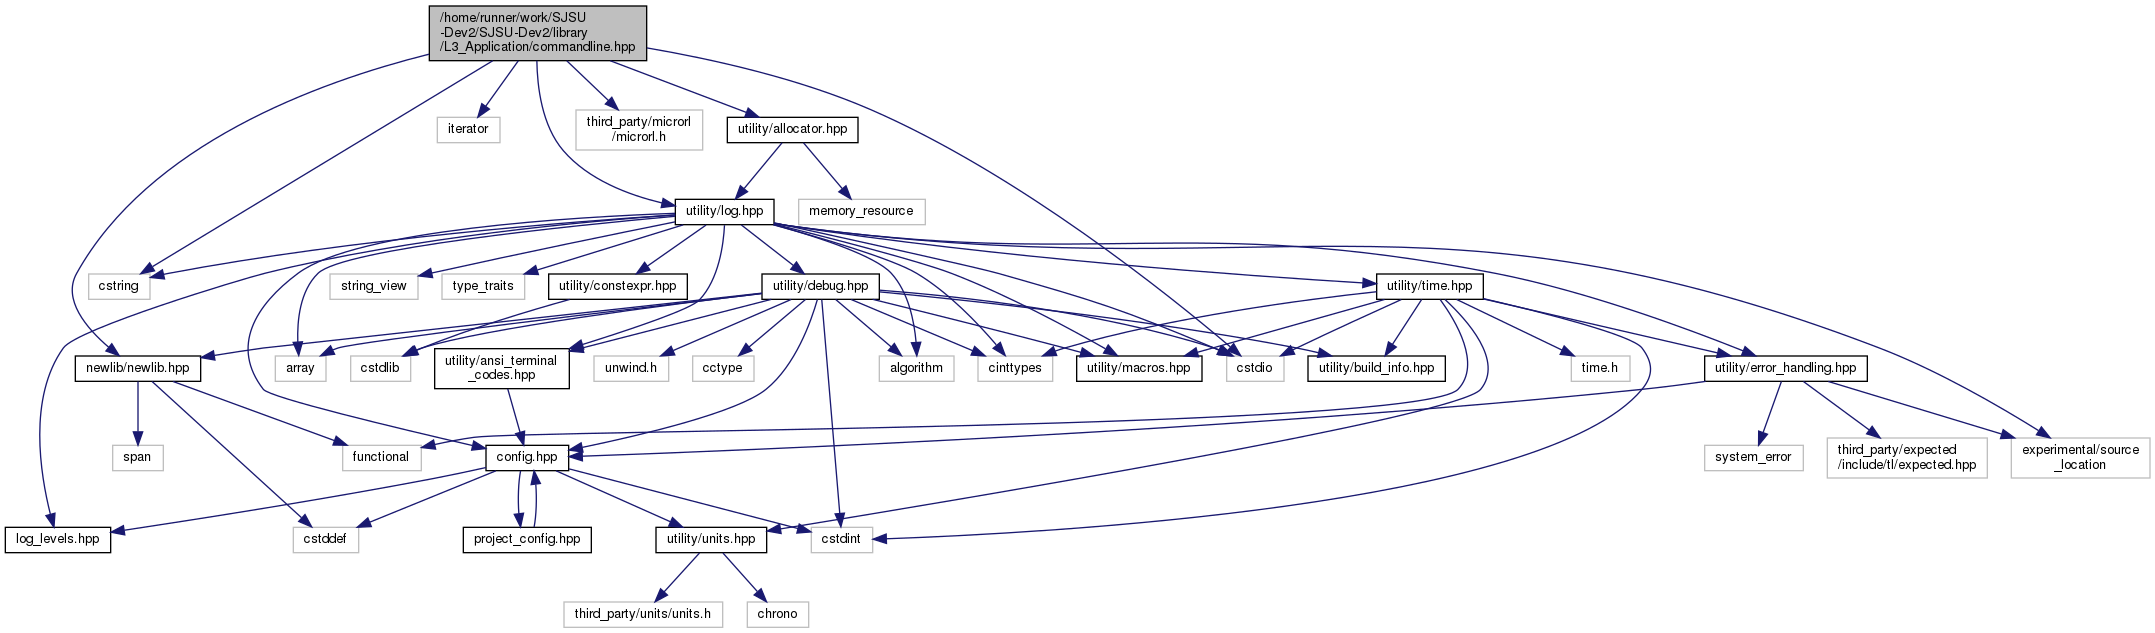 /home/runner/work/SJSU
-Dev2/SJSU-Dev2/library
/L3_Application/commandline.hpp
iterator
third_party/microrl
/microrl.h
utility/allocator.hpp
utility/log.hpp
memory_resource
cstring
string_view
type_traits
utility/constexpr.hpp
utility/debug.hpp
utility/time.hpp
newlib/newlib.hpp
array
cstdlib
utility/ansi_terminal
_codes.hpp
unwind.h
cctype
algorithm
cinttypes
utility/macros.hpp
cstdio
utility/build_info.hpp
time.h
utility/error_handling.hpp
span
functional
config.hpp
system_error
third_party/expected
/include/tl/expected.hpp
experimental/source
_location
log_levels.hpp
cstddef
project_config.hpp
utility/units.hpp
cstdint
third_party/units/units.h
chrono